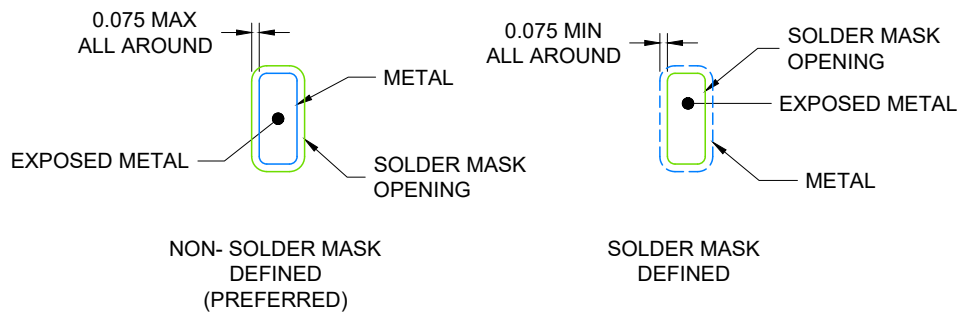 0.075 MAX
ALL AROUND
METAL
EXPOSED METAL
SOLDER MASK
OPENING
NON- SOLDER MASK
DEFINED
(PREFERRED)
0.075 MIN
ALL AROUND
SOLDER MASK
OPENING
EXPOSED METAL
METAL
SOLDER MASK
DEFINED